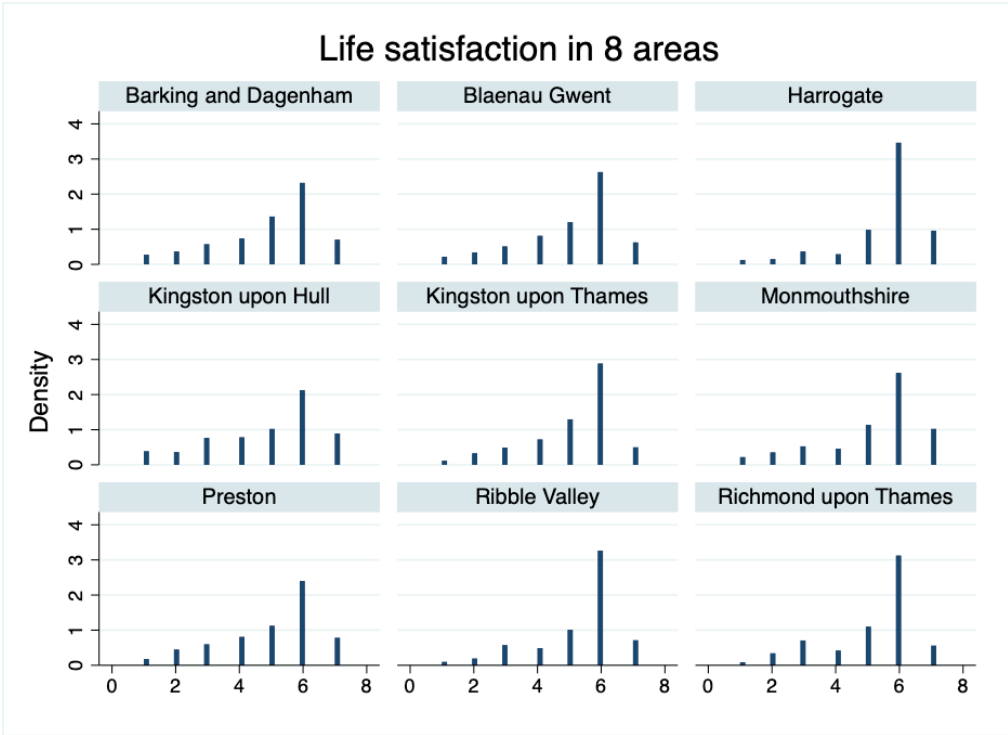 Life satisfaction in 8 areas
Barking and Dagenham
Blaenau Gwent
Harrogate
4
3
2
1
0
Kingston upon Hull
Kingston upon Thames
Monmouthshire
4
3
2
1
0
Density
Preston
Ribble Valley
Richmond upon Thames
4
3
2
1
0
0 2 4 6 8
0 2 4 6 8
0 2 4 6 8